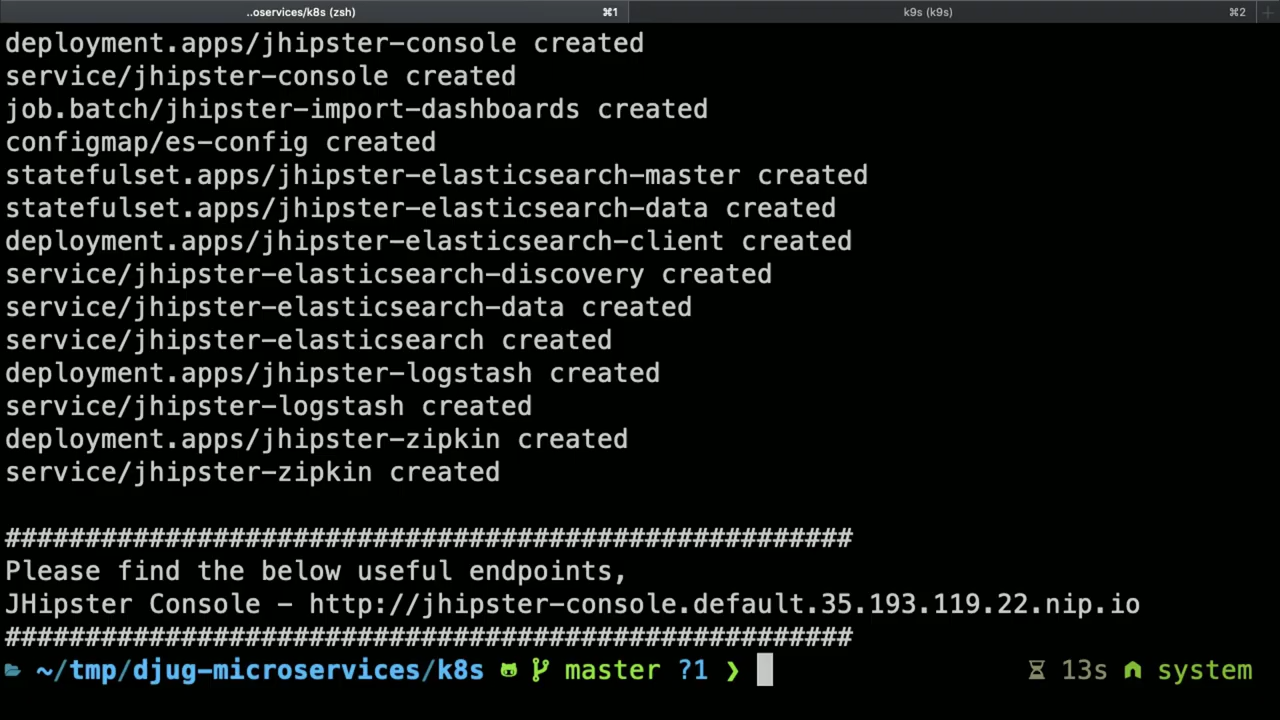 ..oservices/k8s (zsh) ⌘1 k9s (k9s) ⌘2 +
deployment.apps/jhipster-console created
service/jhipster-console created
job.batch/jhipster-import-dashboards created
configmap/es-config created
statefulset.apps/jhipster-elasticsearch-master created
statefulset.apps/jhipster-elasticsearch-data created
deployment.apps/jhipster-elasticsearch-client created
service/jhipster-elasticsearch-discovery created
service/jhipster-elasticsearch-data created
service/jhipster-elasticsearch created
deployment.apps/jhipster-logstash created
service/jhipster-logstash created
deployment.apps/jhipster-zipkin created
service/jhipster-zipkin created
#####################################################
Please find the below useful endpoints,
JHipster Console - http://jhipster-console.default.35.193.119.22.nip.io
#####################################################
~/tmp/djug-microservices/k8s master ?1 ❯ 13s system